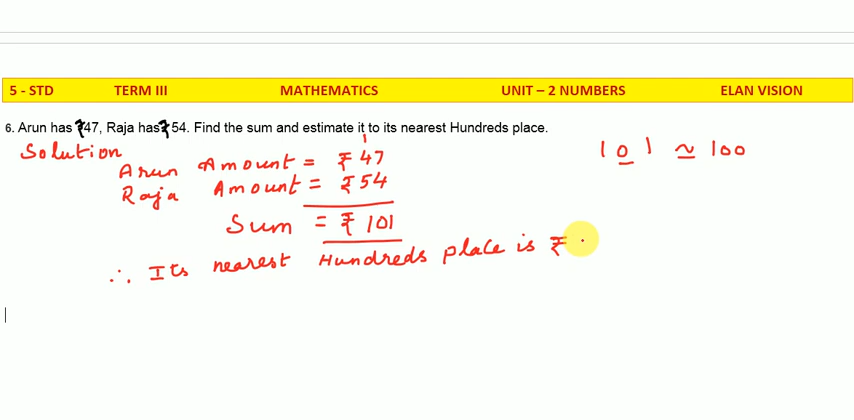 5 - STD TERM III MATHEMATICS UNIT – 2 NUMBERS ELAN VISION
6. Arun has ₹47, Raja has ₹54. Find the sum and estimate it to its nearest Hundreds place.
Solution
1
Arun Amount = ₹ 47
Raja Amount = ₹ 54
Sum = ₹ 101
∴ Its nearest Hundreds place is ₹
101 ≃ 100